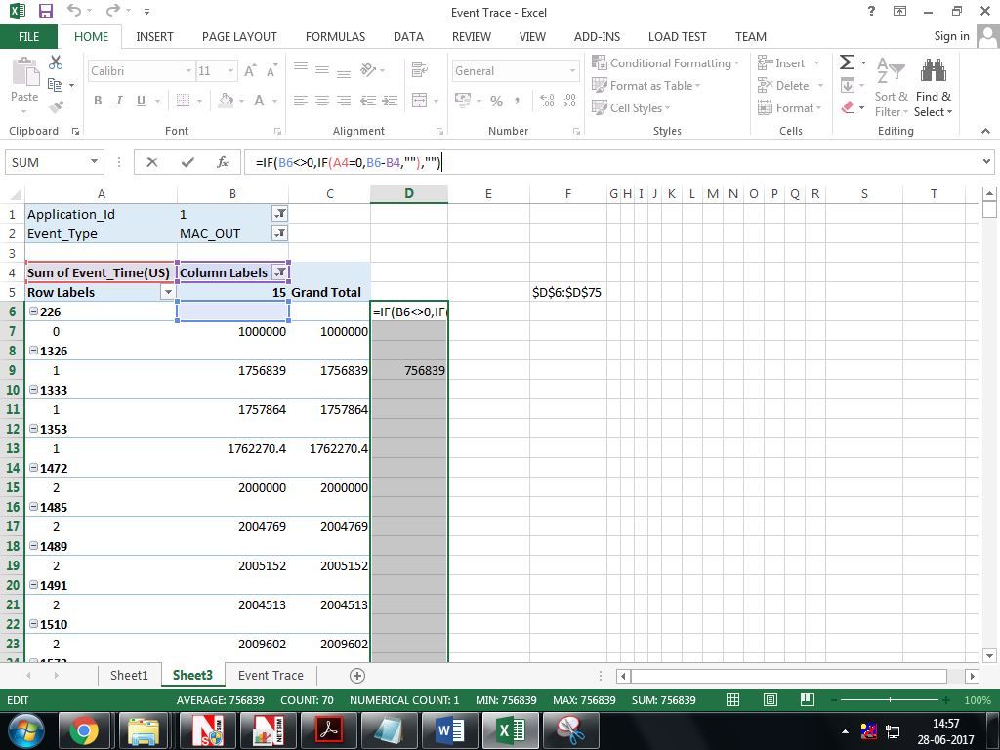 Event Trace - Excel
FILE HOME INSERT PAGE LAYOUT FORMULAS DATA REVIEW VIEW ADD-INS LOAD TEST TEAM Sign in
Paste
Calibri 11
B I U
General
Conditional Formatting
Format as Table
Cell Styles
Insert
Delete
Format
Sort & Filter
Find & Select
Clipboard Font Alignment Number Styles Cells Editing
SUM =IF(B6<>0,IF(A4=0,B6-B4,""),"")
A B C D E F G H I J K L M N O P Q R S T
1 Application_Id 1
2 Event_Type MAC_OUT
3
4 Sum of Event_Time(US) Column Labels
5 Row Labels 15 Grand Total $D$6:$D$75
6 226 =IF(B6<>0,IF(
7 0 1000000 1000000
8 1326
9 1 1756839 1756839 756839
10 1333
11 1 1757864 1757864
12 1353
13 1 1762270.4 1762270.4
14 1472
15 2 2000000 2000000
16 1485
17 2 2004769 2004769
18 1489
19 2 2005152 2005152
20 1491
21 2 2004513 2004513
22 1510
23 2 2009602 2009602
Sheet1 Sheet3 Event Trace
EDIT AVERAGE: 756839 COUNT: 70 NUMERICAL COUNT: 1 MIN: 756839 MAX: 756839 SUM: 756839 100%
14:57
28-06-2017